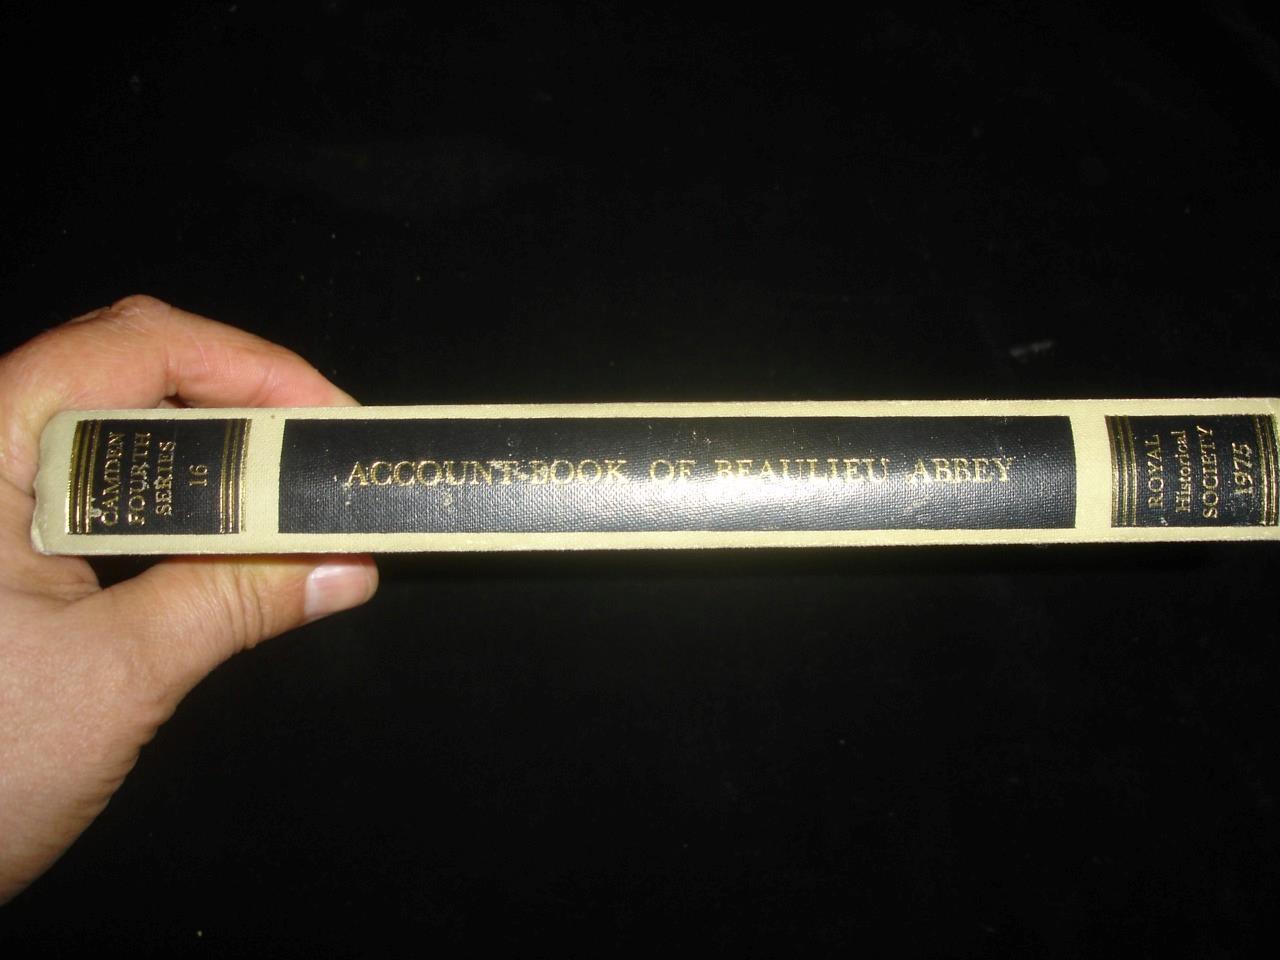 CAMDEN
FOURTH
SERIES
16
ACCOUNT-BOOK OF BEAULIEU ABBEY
ROYAL
Historical
SOCIETY
1975